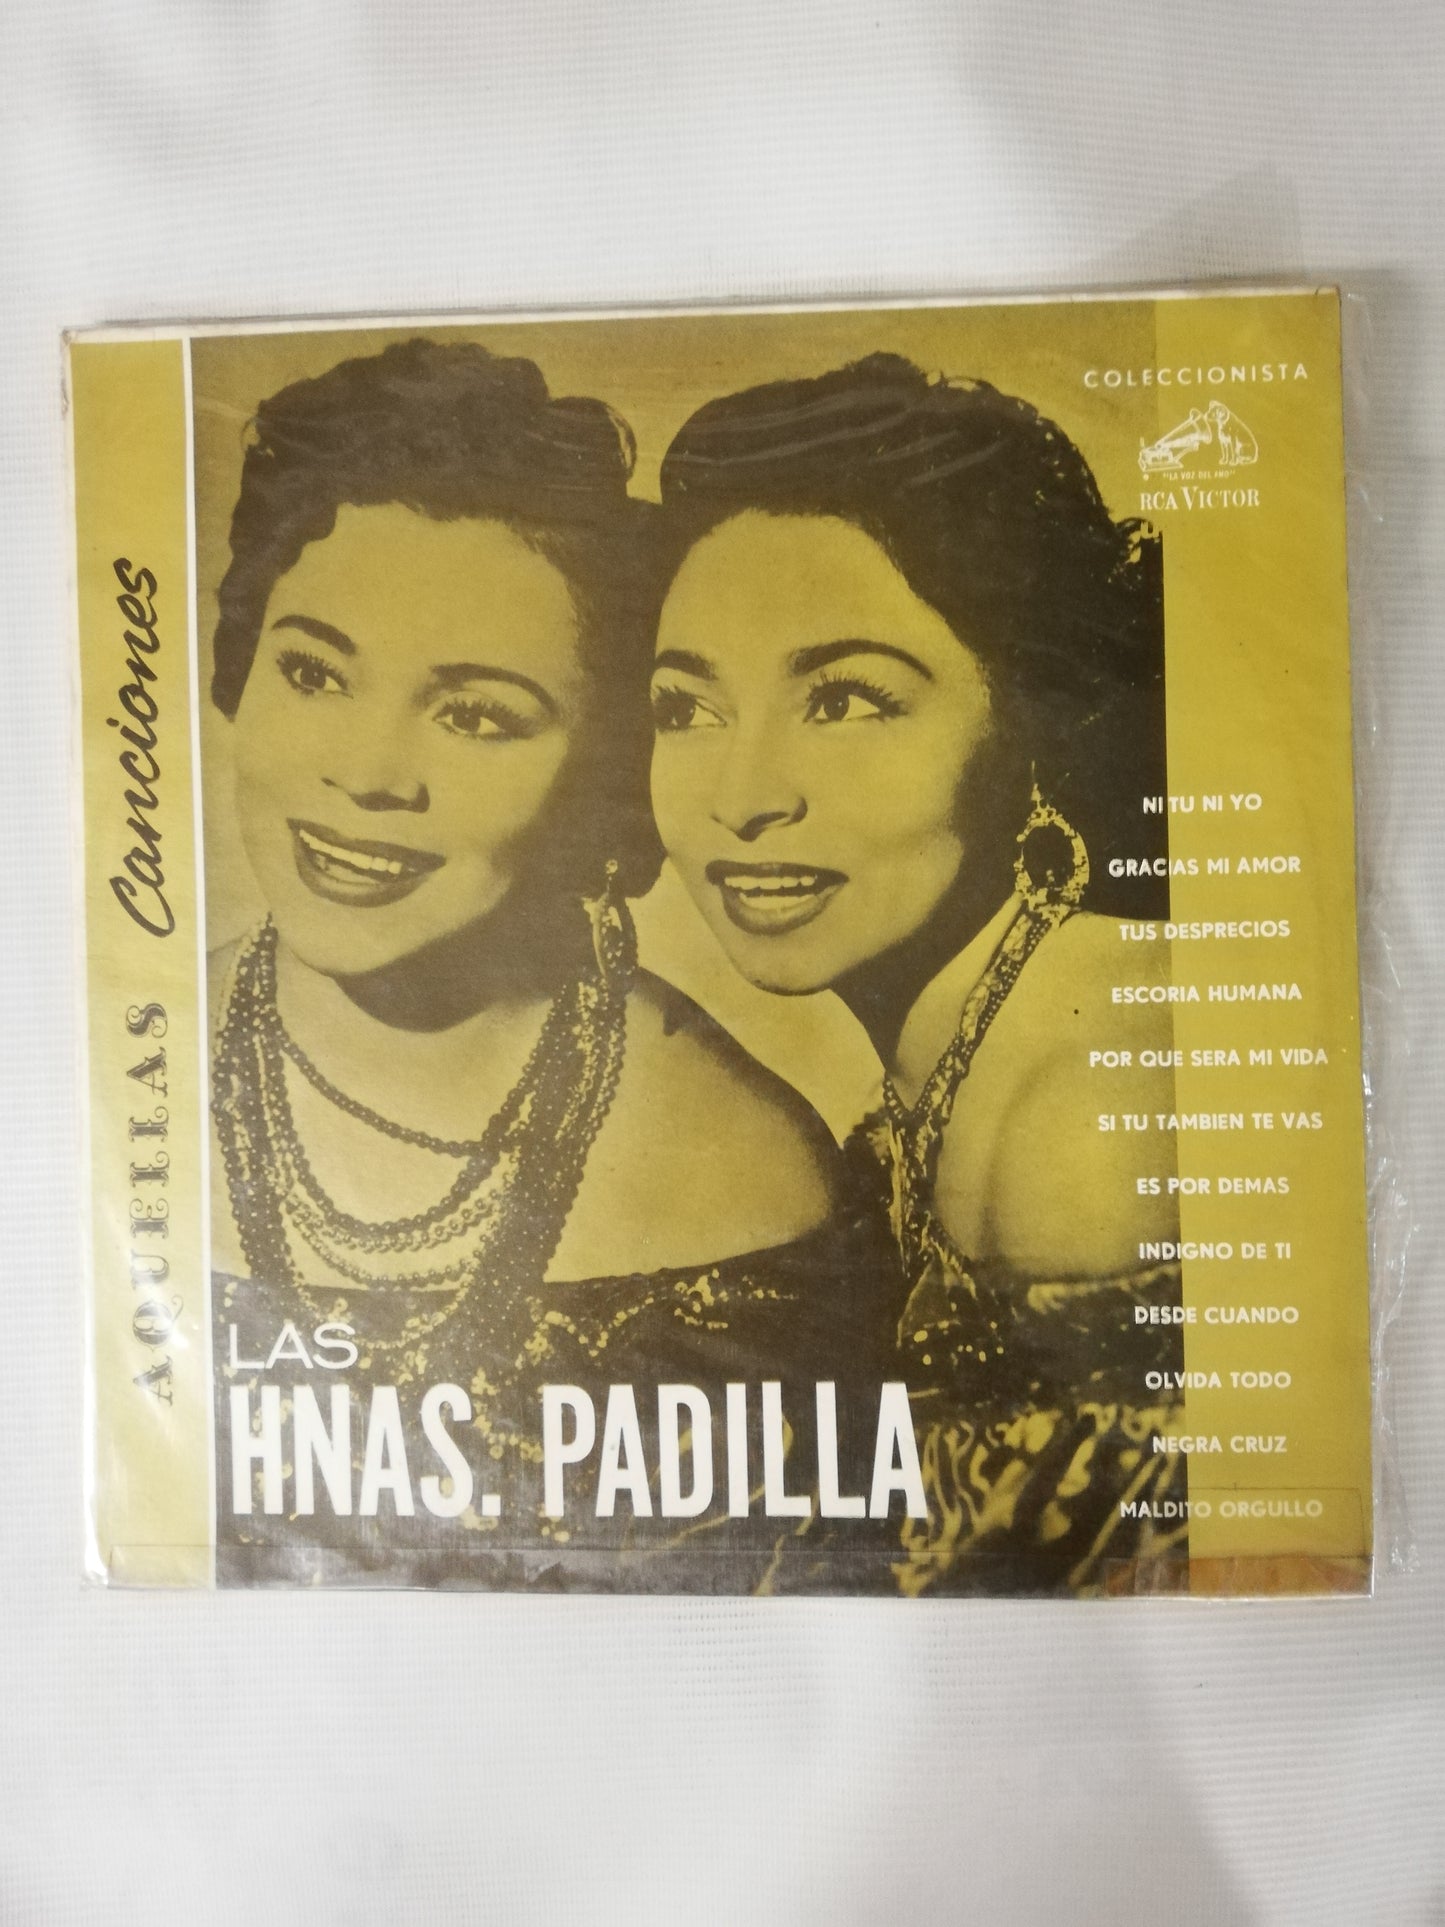 AQUELLAS Canciones
COLECCIONISTA
"LA VOZ DEL AMO"
RCA VICTOR
NI TU NI YO
GRACIAS MI AMOR
TUS DESPRECIOS
ESCORIA HUMANA
POR QUE SERA MI VIDA
SI TU TAMBIEN TE VAS
ES POR DEMAS
INDIGNO DE TI
DESDE CUANDO
OLVIDA TODO
NEGRA CRUZ
MALDITO ORGULLO
LAS
HNAS. PADILLA